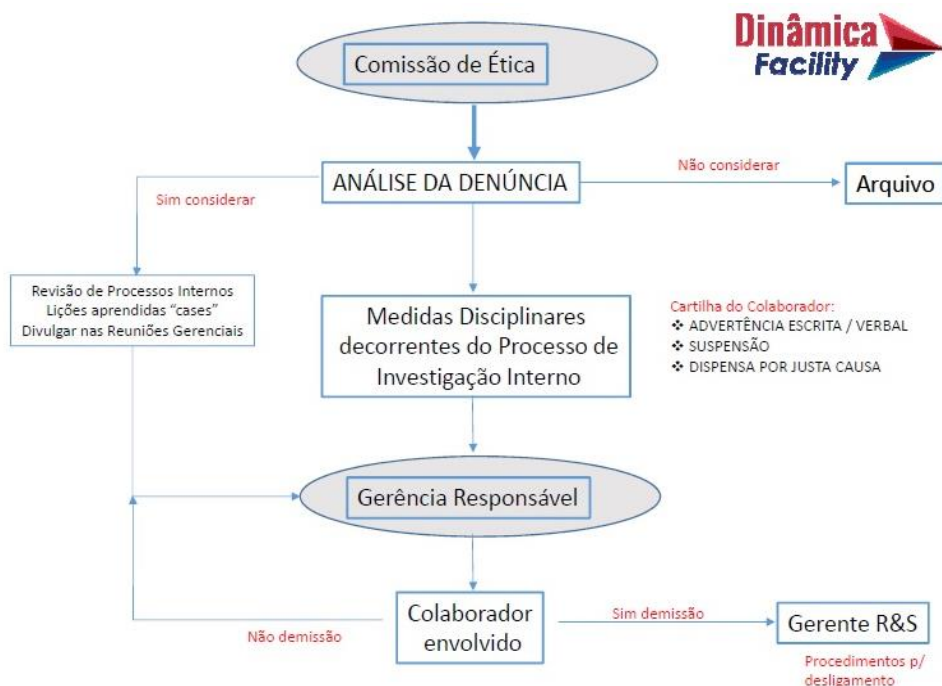 Dinâmica
Facility
Comissão de Ética
ANÁLISE DA DENÚNCIA
Não considerar
Arquivo
Sim considerar
Revisão de Processos Internos
Lições aprendidas “cases”
Divulgar nas Reuniões Gerenciais
Medidas Disciplinares
decorrentes do Processo de
Investigação Interno
Cartilha do Colaborador:
❖ ADVERTÊNCIA ESCRITA / VERBAL
❖ SUSPENSÃO
❖ DISPENSA POR JUSTA CAUSA
Gerência Responsável
Colaborador
envolvido
Não demissão
Sim demissão
Gerente R&S
Procedimentos p/
desligamento